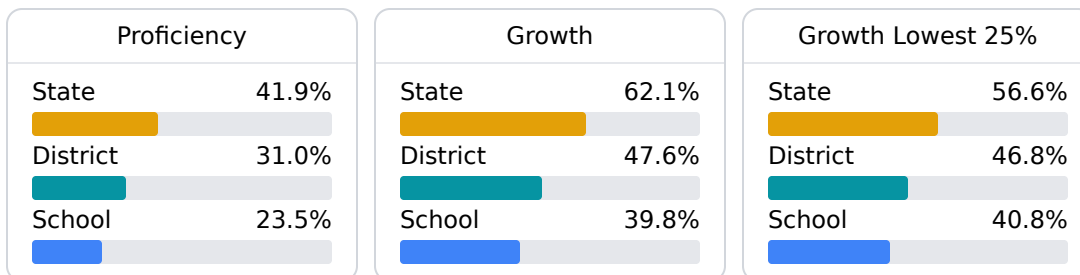 Proficiency
State 41.9%
District 31.0%
School 23.5%
Growth
State 62.1%
District 47.6%
School 39.8%
Growth Lowest 25%
State 56.6%
District 46.8%
School 40.8%